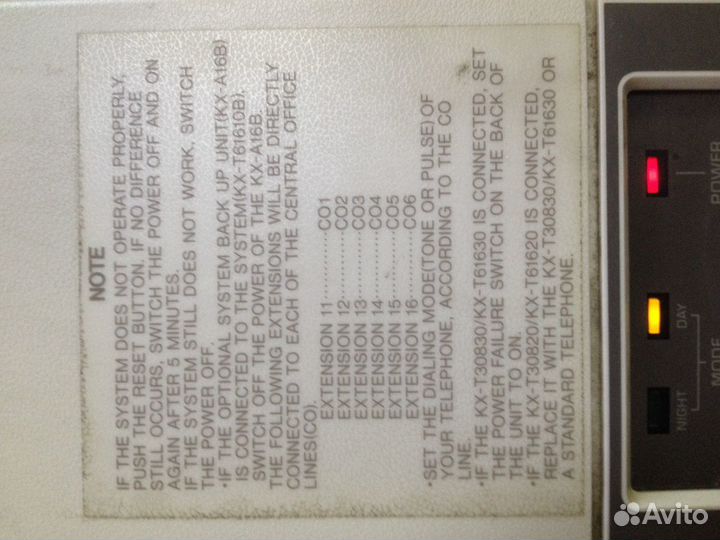 NOTE
IF THE SYSTEM DOES NOT OPERATE PROPERLY,
PUSH THE RESET BUTTON. IF NO DIFFERENCE
STILL OCCURS, SWITCH THE POWER OFF AND ON
AGAIN AFTER 5 MINUTES.
IF THE SYSTEM STILL DOES NOT WORK, SWITCH
THE POWER OFF.
•IF THE OPTIONAL SYSTEM BACK UP UNIT(KX-A16B)
IS CONNECTED TO THE SYSTEM(KX-T61610B),
SWITCH OFF THE POWER OF THE KX-A16B.
THE FOLLOWING EXTENSIONS WILL BE DIRECTLY
CONNECTED TO EACH OF THE CENTRAL OFFICE
LINES(CO).
EXTENSION 11··········CO1
EXTENSION 12··········CO2
EXTENSION 13··········CO3
EXTENSION 14··········CO4
EXTENSION 15··········CO5
EXTENSION 16··········CO6
•SET THE DIALING MODE(TONE OR PULSE) OF
YOUR TELEPHONE, ACCORDING TO THE CO
LINE.
•IF THE KX-T30830/KX-T61630 IS CONNECTED, SET
THE POWER FAILURE SWITCH ON THE BACK OF
THE UNIT TO ON.
•IF THE KX-T30820/KX-T61620 IS CONNECTED,
REPLACE IT WITH THE KX-T30830/KX-T61630 OR
A STANDARD TELEPHONE.
NIGHT DAY POWER
MODE
Avito